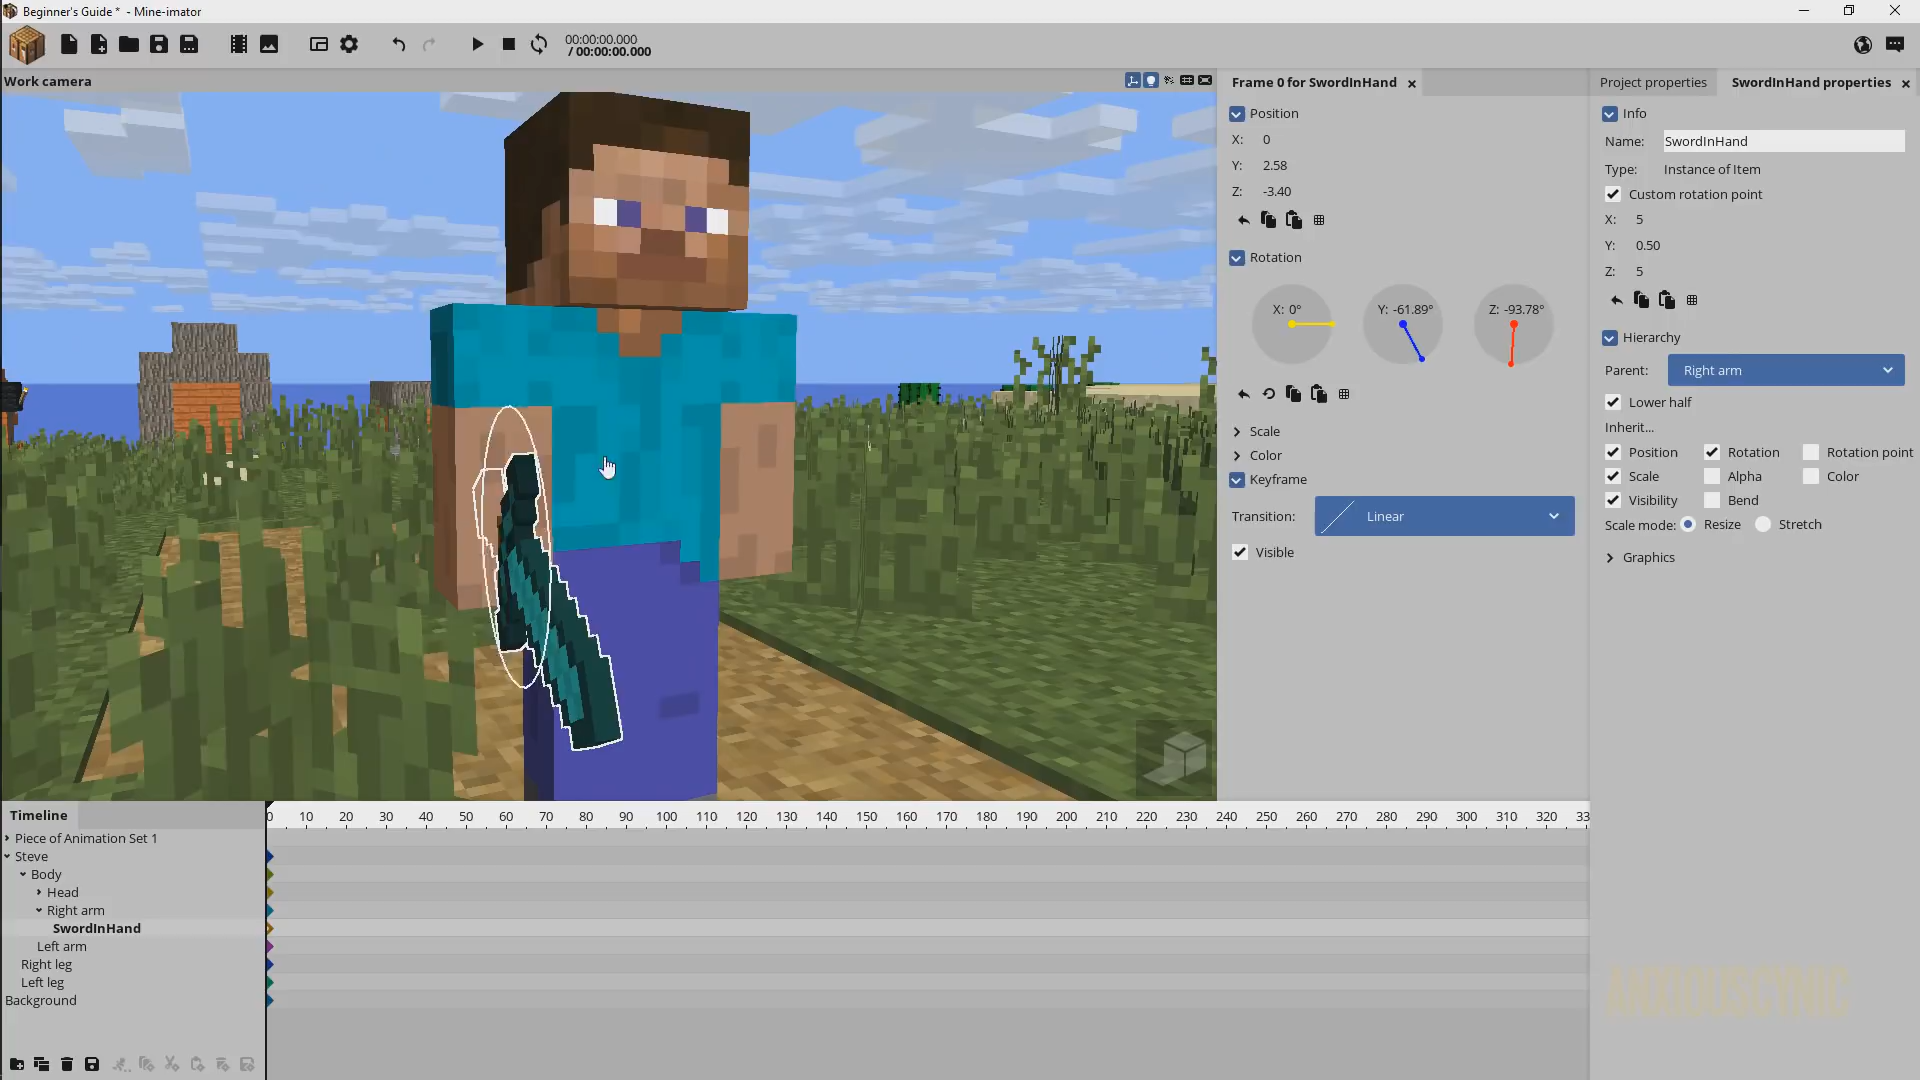 Beginner's Guide * - Mine-imator
00:00:00.000
/ 00:00:00.000
Work camera
Frame 0 for SwordInHand
Position
X: 0
Y: 2.58
Z: -3.40
Rotation
X: 0° Y: -61.89° Z: -93.78°
Scale
Color
Keyframe
Transition: Linear
Visible
Project properties SwordInHand properties
Info
Name: SwordInHand
Type: Instance of Item
Custom rotation point
X: 5
Y: 0.50
Z: 5
Hierarchy
Parent: Right arm
Lower half
Inherit...
Position Rotation Rotation point
Scale Alpha Color
Visibility Bend
Scale mode: Resize Stretch
Graphics
Timeline
0 10 20 30 40 50 60 70 80 90 100 110 120 130 140 150 160 170 180 190 200 210 220 230 240 250 260 270 280 290 300 310 320 33
Piece of Animation Set 1
Steve
Body
Head
Right arm
SwordInHand
Left arm
Right leg
Left leg
Background
ANXIOUSCYNIC